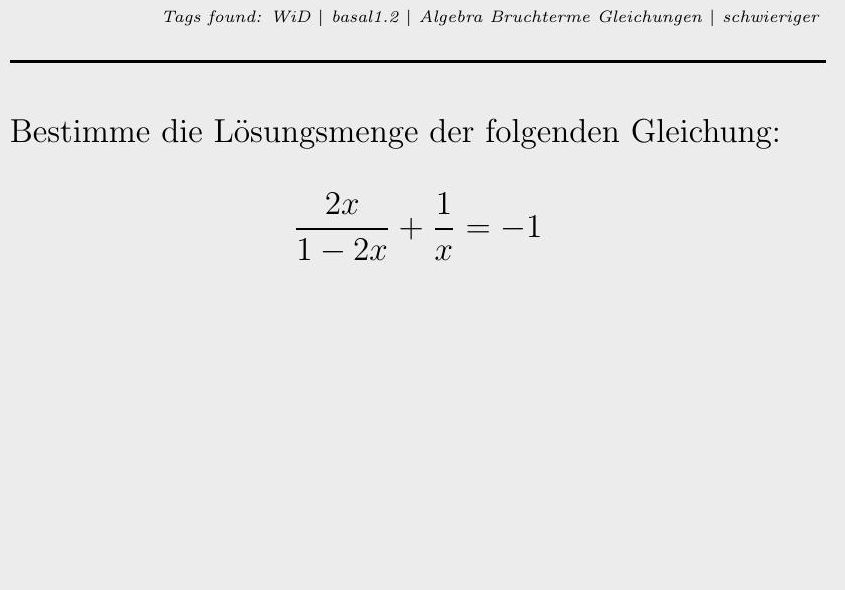 Tags found: WiD | basal1.2 | Algebra Bruchterme Gleichungen | schwieriger
Bestimme die Lösungsmenge der folgenden Gleichung:
\frac{2x}{1 - 2x} + \frac{1}{x} = -1